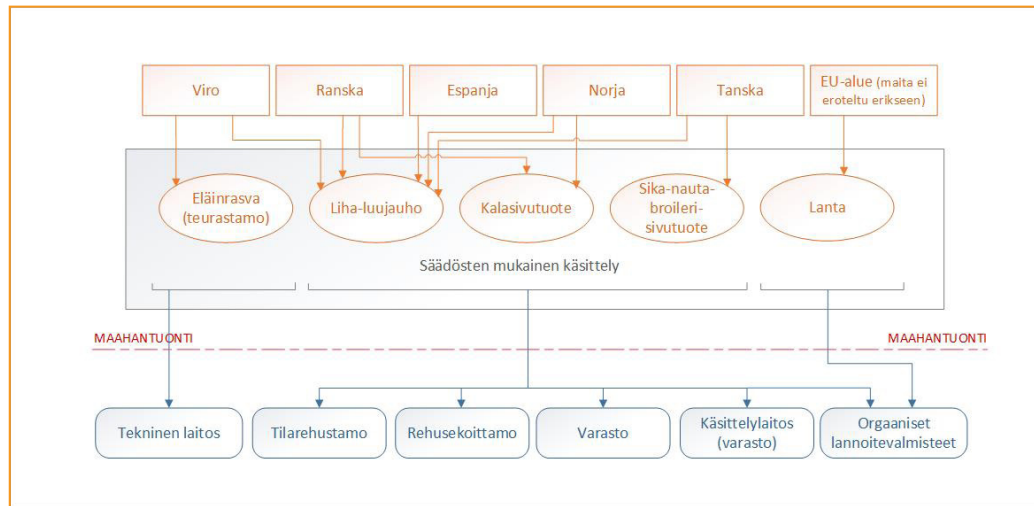 Viro
Ranska
Espanja
Norja
Tanska
EU-alue (maita ei
eroteltu erikseen)
Eläinrasva
(teurastamo)
Liha-luujauho
Kalasivutuote
Sika-nauta-
broileri-
sivutuote
Lanta
Säädösten mukainen käsittely
MAAHANTUONTI
MAAHANTUONTI
Tekninen laitos
Tilarehustamo
Rehusekoittamo
Varasto
Käsittelylaitos
(varasto)
Orgaaniset
lannoitevalmisteet